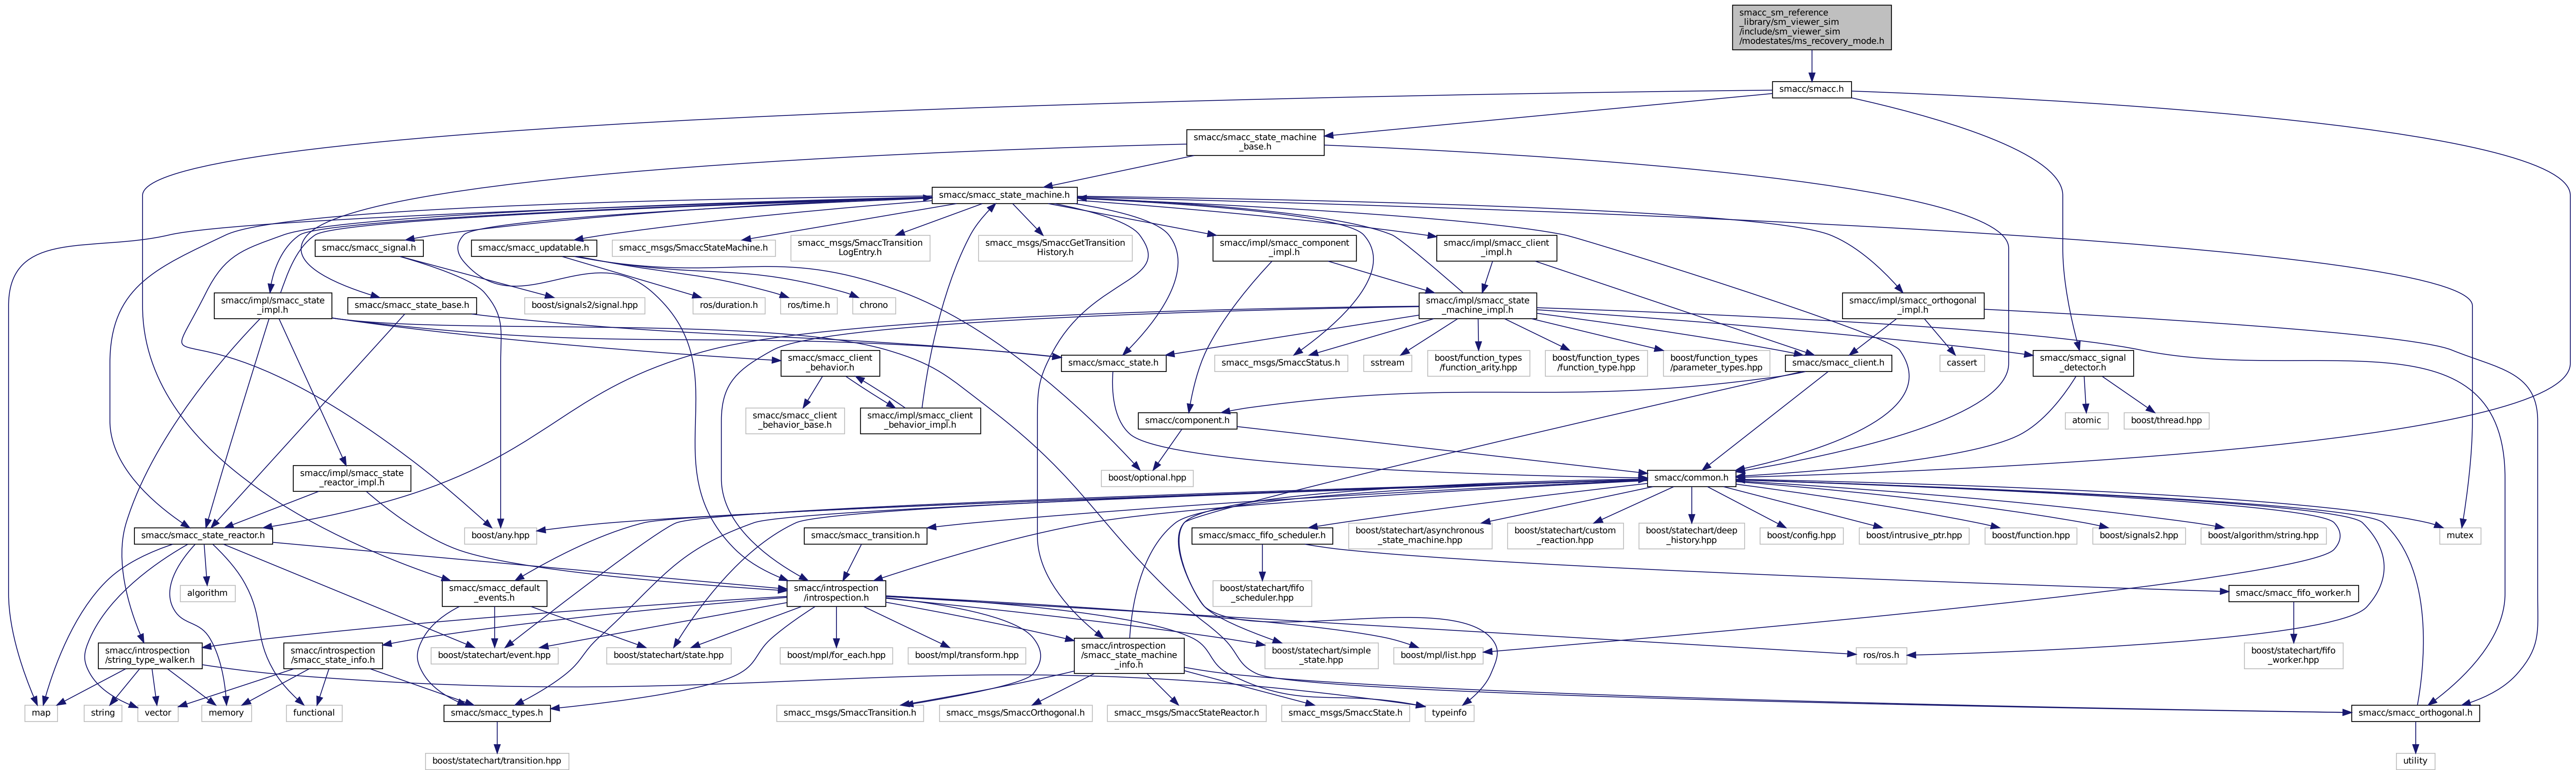 smacc_sm_reference
_library/sm_viewer_sim
/include/sm_viewer_sim
/modestates/ms_recovery_mode.h
smacc/smacc.h
smacc/smacc_state_machine
_base.h
smacc/smacc_state_machine.h
smacc/smacc_signal.h
smacc/smacc_updatable.h
smacc_msgs/SmaccStateMachine.h
smacc_msgs/SmaccTransition
LogEntry.h
smacc_msgs/SmaccGetTransition
History.h
smacc/impl/smacc_component
_impl.h
smacc/impl/smacc_client
_impl.h
smacc/impl/smacc_state
_impl.h
smacc/smacc_state_base.h
boost/signals2/signal.hpp
ros/duration.h
ros/time.h
chrono
smacc/impl/smacc_state
_machine_impl.h
smacc/impl/smacc_orthogonal
_impl.h
smacc/smacc_client
_behavior.h
smacc/smacc_state.h
smacc_msgs/SmaccStatus.h
sstream
boost/function_types
/function_arity.hpp
boost/function_types
/function_type.hpp
boost/function_types
/parameter_types.hpp
smacc/smacc_client.h
cassert
smacc/smacc_signal
_detector.h
smacc/smacc_client
_behavior_base.h
smacc/impl/smacc_client
_behavior_impl.h
smacc/component.h
atomic
boost/thread.hpp
smacc/impl/smacc_state
_reactor_impl.h
boost/optional.hpp
smacc/common.h
smacc/smacc_state_reactor.h
boost/any.hpp
smacc/smacc_transition.h
smacc/smacc_fifo_scheduler.h
boost/statechart/asynchronous
_state_machine.hpp
boost/statechart/custom
_reaction.hpp
boost/statechart/deep
_history.hpp
boost/config.hpp
boost/intrusive_ptr.hpp
boost/function.hpp
boost/signals2.hpp
boost/algorithm/string.hpp
mutex
algorithm
smacc/smacc_default
_events.h
smacc/introspection
/introspection.h
boost/statechart/fifo
_scheduler.hpp
smacc/smacc_fifo_worker.h
smacc/introspection
/string_type_walker.h
smacc/introspection
/smacc_state_info.h
boost/statechart/event.hpp
boost/statechart/state.hpp
boost/mpl/for_each.hpp
boost/mpl/transform.hpp
smacc/introspection
/smacc_state_machine
_info.h
boost/statechart/simple
_state.hpp
boost/mpl/list.hpp
ros/ros.h
boost/statechart/fifo
_worker.hpp
map
string
vector
memory
functional
smacc/smacc_types.h
smacc_msgs/SmaccTransition.h
smacc_msgs/SmaccOrthogonal.h
smacc_msgs/SmaccStateReactor.h
smacc_msgs/SmaccState.h
typeinfo
smacc/smacc_orthogonal.h
boost/statechart/transition.hpp
utility